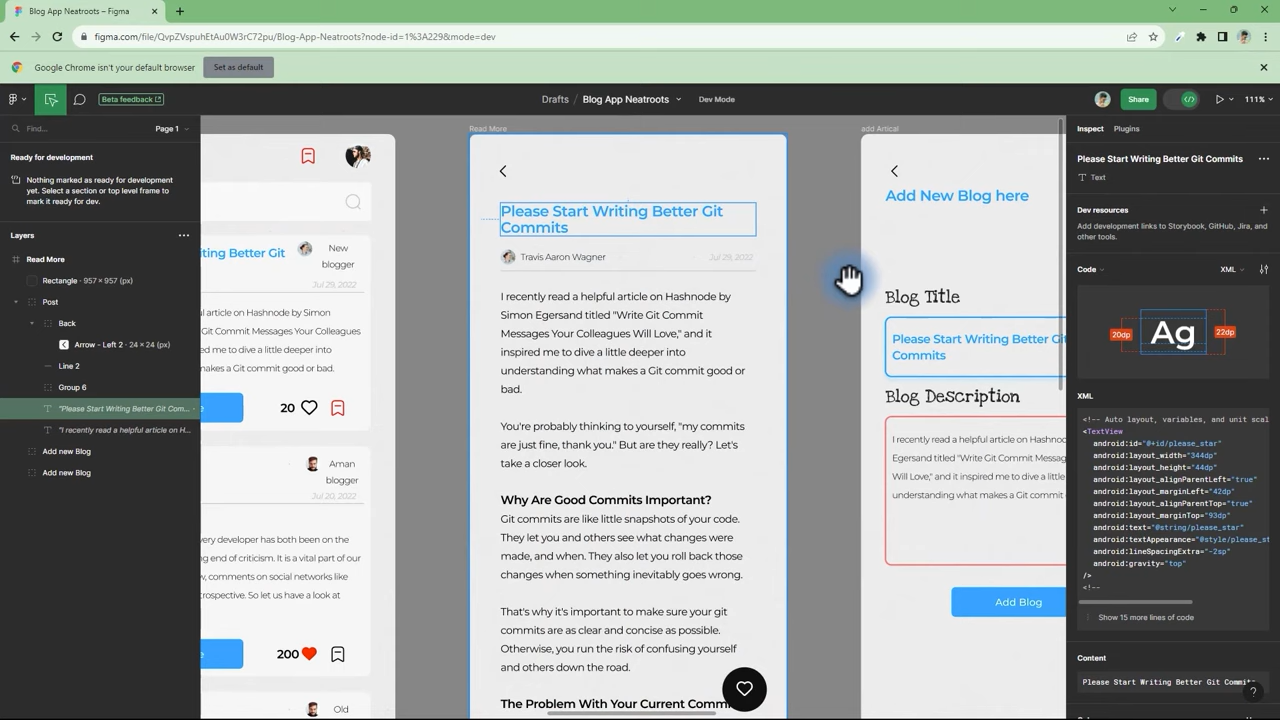 Blog App Neatroots
figma.com/file/QvpZVspuhEtAu0W3rC72pu/Blog-App-Neatroots?node-id=1%3A229&mode=dev
Google Chrome isn't your default browser
Set as default
Beta feedback
Drafts / Blog App Neatroots
Dev Mode
Share
111%
Find...
Page 1
Ready for development
Nothing marked as ready for development
yet. Select a section or top level frame to
mark it ready for dev.
Layers
Read More
Rectangle · 957 × 957 (px)
Post
Back
Arrow - Left 2 · 24 × 24 (px)
Line 2
Group 6
"Please Start Writing Better Git Com...
"I recently read a helpful article on H...
Add new Blog
Add new Blog
iting Better Git
New
blogger
Jul 29, 2022
ful article on Hashnode by Simon
Git Commit Messages Your Colleagues
ired me to dive a little deeper into
akes a Git commit good or bad.
20
Aman
blogger
Jul 20, 2022
very developer has both been on the
ng end of criticism. It is a vital part of our
, comments on social networks like
trospective. So let us have a look at
200
Old
Read More
Please Start Writing Better Git
Commits
Travis Aaron Wagner
Jul 29, 2022
I recently read a helpful article on Hashnode by
Simon Egersand titled "Write Git Commit
Messages Your Colleagues Will Love," and it
inspired me to dive a little deeper into
understanding what makes a Git commit good or
bad.
You're probably thinking to yourself, "my commits
are just fine, thank you." But are they really? Let's
take a closer look.
Why Are Good Commits Important?
Git commits are like little snapshots of your code.
They let you and others see what changes were
made, and when. They also let you roll back those
changes when something inevitably goes wrong.
That's why it's important to make sure your git
commits are as clear and concise as possible.
Otherwise, you run the risk of confusing yourself
and others down the road.
The Problem With Your Current Commi
add Artical
Add New Blog here
Blog Title
Please Start Writing Better Gi
Commits
Blog Description
I recently read a helpful article on Hashnod
Egersand titled "Write Git Commit Messag
Will Love," and it inspired me to dive a little
understanding what makes a Git commit
Add Blog
Inspect
Plugins
Please Start Writing Better Git Commits
Text
Dev resources
Add development links to Storybook, GitHub, Jira, and
other tools.
Code
XML
20dp
Ag
22dp
XML
<!-- Auto layout, variables, and unit scal
<TextView
android:id="@+id/please_star"
android:layout_width="344dp"
android:layout_height="44dp"
android:layout_alignParentLeft="true"
android:layout_marginLeft="42dp"
android:layout_alignParentTop="true"
android:layout_marginTop="93dp"
android:text="@string/please_star"
android:textAppearance="@style/please_st
android:lineSpacingExtra="-2sp"
android:gravity="top"
/>
<!--
Show 15 more lines of code
Content
Please Start Writing Better Git Commits
?